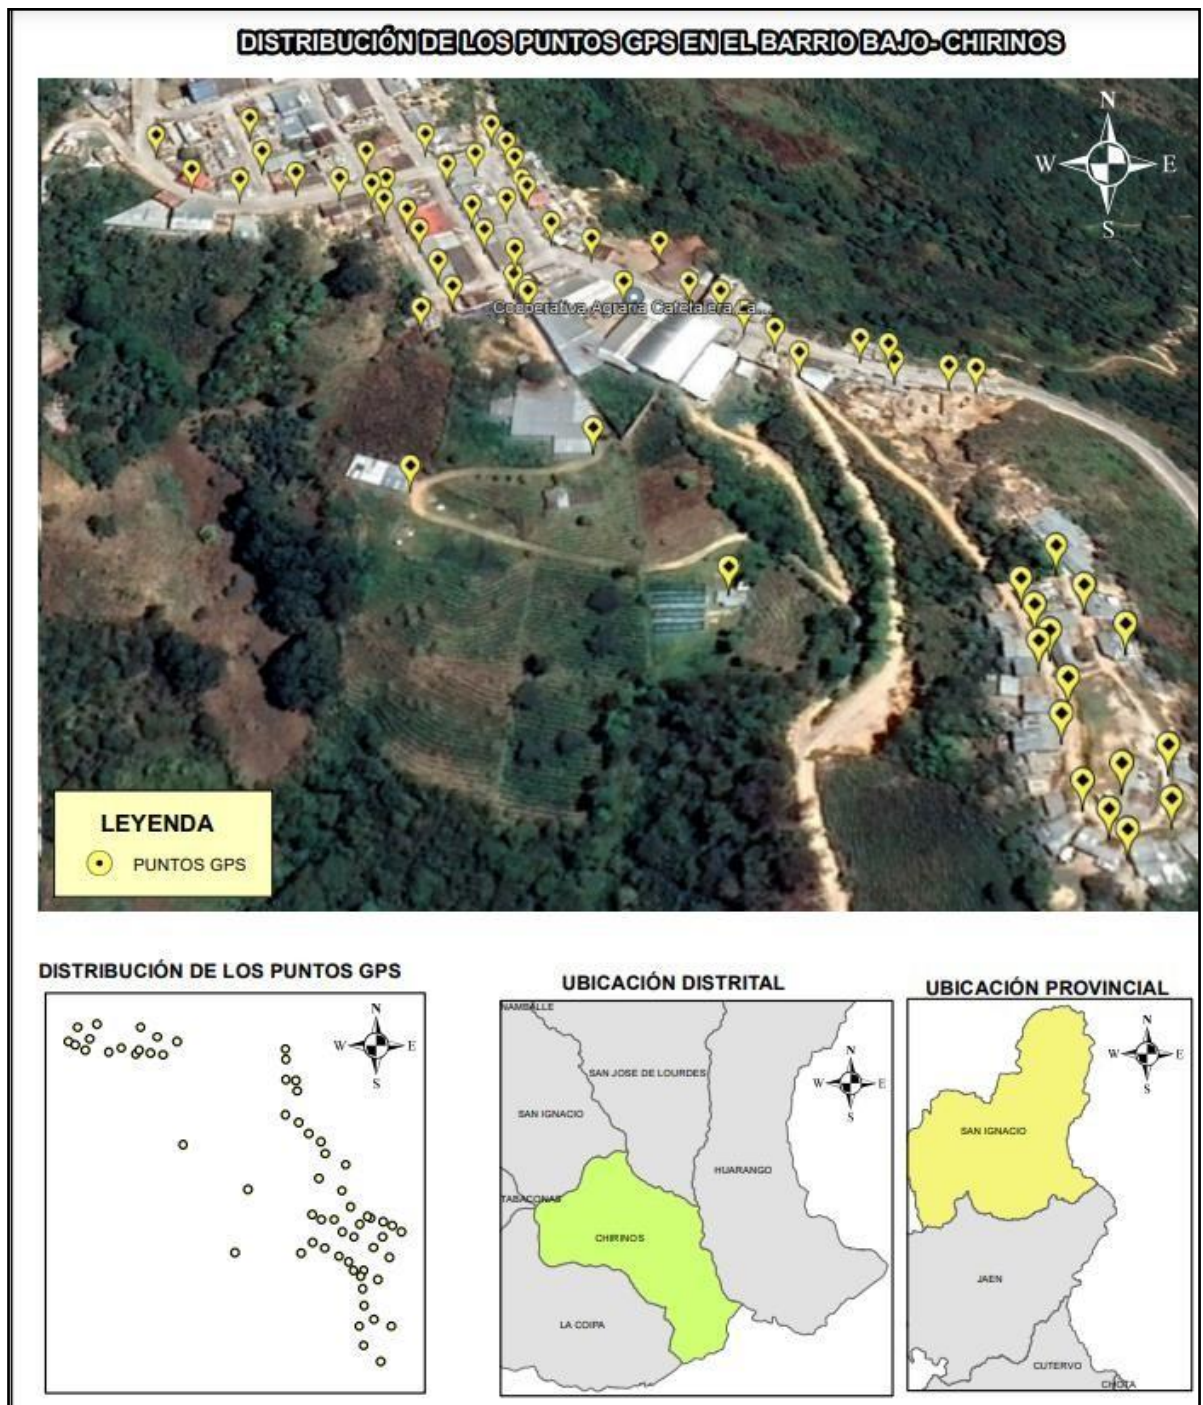 DISTRIBUCIÓN DE LOS PUNTOS GPS EN EL BARRIO BAJO- CHIRINOS
N
W E
S
Cooperativa Agraria Cafetalera La...
LEYENDA
PUNTOS GPS
DISTRIBUCIÓN DE LOS PUNTOS GPS
N
W E
S
UBICACIÓN DISTRITAL
NAMBALLE
SAN JOSE DE LOURDES
N
W E
S
SAN IGNACIO
HUARANGO
TABACONAS
CHIRINOS
LA COIPA
UBICACIÓN PROVINCIAL
N
W E
S
SAN IGNACIO
JAEN
CUTERVO
CHOTA